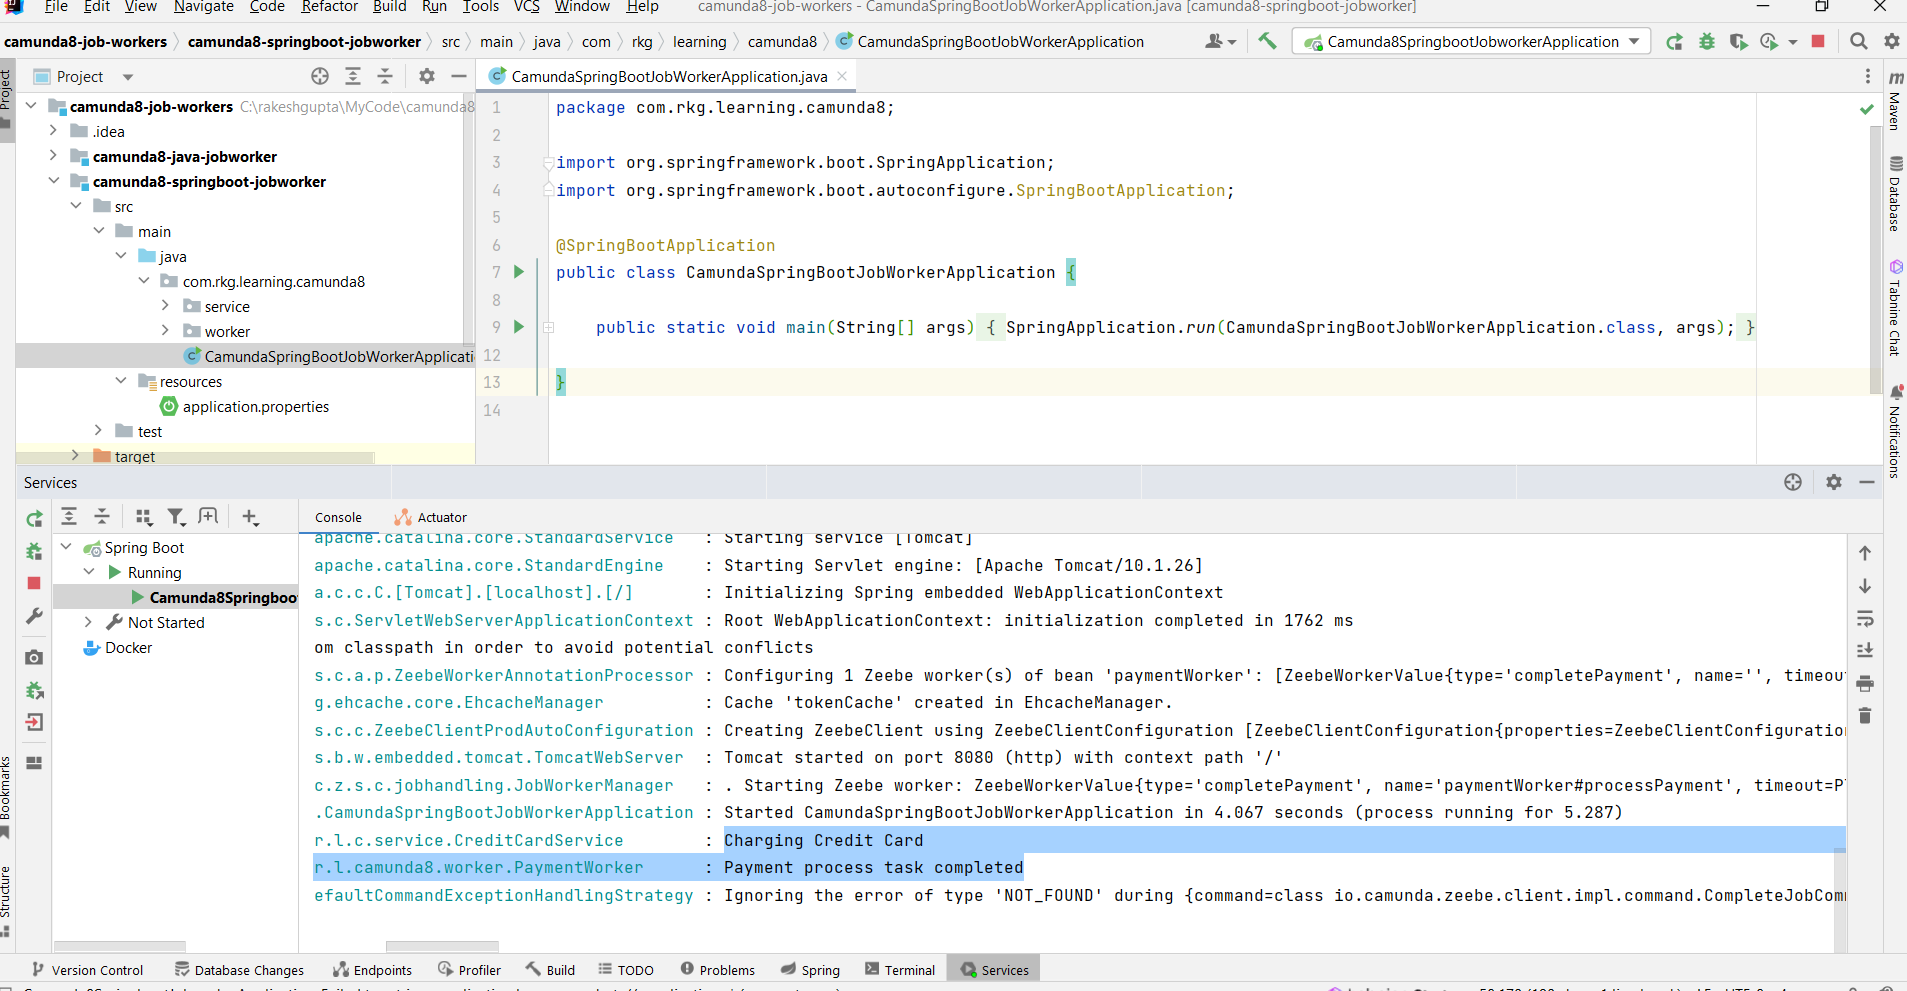 File Edit View Navigate Code Refactor Build Run Tools VCS Window Help camunda8-job-workers - CamundaSpringBootJobWorkerApplication.java [camunda8-springboot-jobworker]
camunda8-job-workers camunda8-springboot-jobworker src main java com rkg learning camunda8 CamundaSpringBootJobWorkerApplication Camunda8SpringbootJobworkerApplication
Project
Project
camunda8-job-workers C:\rakeshgupta\MyCode\camunda8
.idea
camunda8-java-jobworker
camunda8-springboot-jobworker
src
main
java
com.rkg.learning.camunda8
service
worker
CamundaSpringBootJobWorkerApplicati
resources
application.properties
test
target
CamundaSpringBootJobWorkerApplication.java
1 package com.rkg.learning.camunda8;
2
3 import org.springframework.boot.SpringApplication;
4 import org.springframework.boot.autoconfigure.SpringBootApplication;
5
6 @SpringBootApplication
7 public class CamundaSpringBootJobWorkerApplication {
8
9 public static void main(String[] args) { SpringApplication.run(CamundaSpringBootJobWorkerApplication.class, args); }
12
13 }
14
Maven
Database
Tabnine Chat
Notifications
Services
Spring Boot
Running
Camunda8Springboo
Not Started
Docker
Console Actuator
apache.catalina.core.StandardService : Starting service [Tomcat]
apache.catalina.core.StandardEngine : Starting Servlet engine: [Apache Tomcat/10.1.26]
a.c.c.C.[Tomcat].[localhost].[/] : Initializing Spring embedded WebApplicationContext
s.c.ServletWebServerApplicationContext : Root WebApplicationContext: initialization completed in 1762 ms
om classpath in order to avoid potential conflicts
s.c.a.p.ZeebeWorkerAnnotationProcessor : Configuring 1 Zeebe worker(s) of bean 'paymentWorker': [ZeebeWorkerValue{type='completePayment', name='', timeout
g.ehcache.core.EhcacheManager : Cache 'tokenCache' created in EhcacheManager.
s.c.c.ZeebeClientProdAutoConfiguration : Creating ZeebeClient using ZeebeClientConfiguration [ZeebeClientConfiguration{properties=ZeebeClientConfiguration
s.b.w.embedded.tomcat.TomcatWebServer : Tomcat started on port 8080 (http) with context path '/'
c.z.s.c.jobhandling.JobWorkerManager : . Starting Zeebe worker: ZeebeWorkerValue{type='completePayment', name='paymentWorker#processPayment', timeout=P
.CamundaSpringBootJobWorkerApplication : Started CamundaSpringBootJobWorkerApplication in 4.067 seconds (process running for 5.287)
r.l.c.service.CreditCardService : Charging Credit Card
r.l.camunda8.worker.PaymentWorker : Payment process task completed
efaultCommandExceptionHandlingStrategy : Ignoring the error of type 'NOT_FOUND' during {command=class io.camunda.zeebe.client.impl.command.CompleteJobCom
Bookmarks
Structure
Version Control Database Changes Endpoints Profiler Build TODO Problems Spring Terminal Services